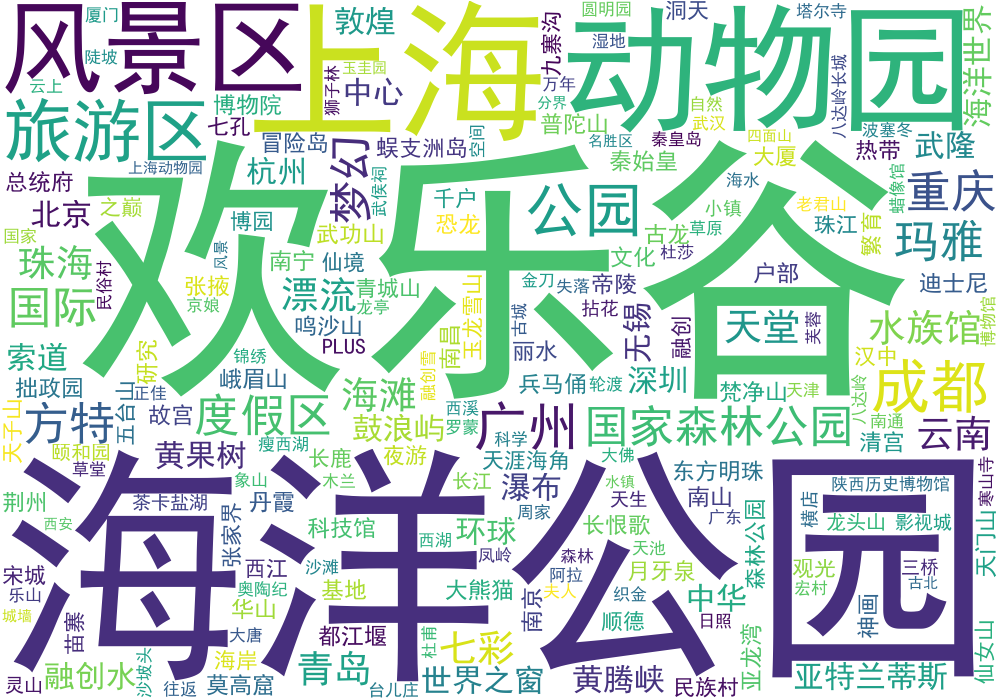 厦门
风景区
上海
敦煌
动物园
圆明园
洞天
塔尔寺
海洋世界
陡坡
云上
玉圭园
狮子林
中心
九寨沟
湿地
万年
分界
普陀山
自然
武汉
八达岭长城
旅游区
博物院
七孔
冒险岛
蜈支洲岛
空间
名胜区
秦皇岛
四面山
波塞冬
武隆
热带
上海动物园
杭州
梦幻
秦始皇
大厦
总统府
欢乐谷
武侯祠
千户
公园
海水
蜡像馆
重庆
北京
之巅
博园
恐龙
小镇
老君山
珠江
繁育
国家
风景
武功山
古龙
草原
玛雅
珠海
民俗村
南宁
仙境
文化
杜莎
户部
张掖
京娘
漂流
青城山
龙亭
玉龙雪山
金刀
失落
帝陵
迪士尼
国际
鸣沙山
古城
拈花
无锡
融创
天堂
芙蓉
水族馆
博物馆
索道
研究
PLUS
南昌
丽水
锦绣
融创雪
汉中
拙政园
正佳
峨眉山
海滩
兵马俑
轮渡
深圳
梵净山
天津
八达岭
成都
天子山
方特
五台山
故宫
度假区
鼓浪屿
西溪
罗蒙
广州
国家森林公园
南通
清宫
云南
颐和园
草堂
黄果树
瘦西湖
夜游
科学
天涯海角
大佛
东方明珠
陕西历史博物馆
寒山寺
海洋公园
长鹿
象山
木兰
长江
瀑布
水镇
天生
南山
广东
荆州
茶卡盐湖
丹霞
西安
科技馆
环球
周家
长恨歌
森林公园
横店
龙头山
影视城
天门山
张家界
西湖
凤岭
森林
天池
宋城
西江
沙滩
观光
三桥
乐山
奥陶纪
基地
大熊猫
阿拉
月牙泉
宏村
古北
城墙
苗寨
华山
夫人
织金
中华
南京
顺德
日照
神画
大唐
都江堰
杜甫
七彩
海岸
青岛
仙女山
融创水
沙坡头
亚龙湾
灵山
往返
莫高窟
台儿庄
世界之窗
黄腾峡
民族村
亚特兰蒂斯